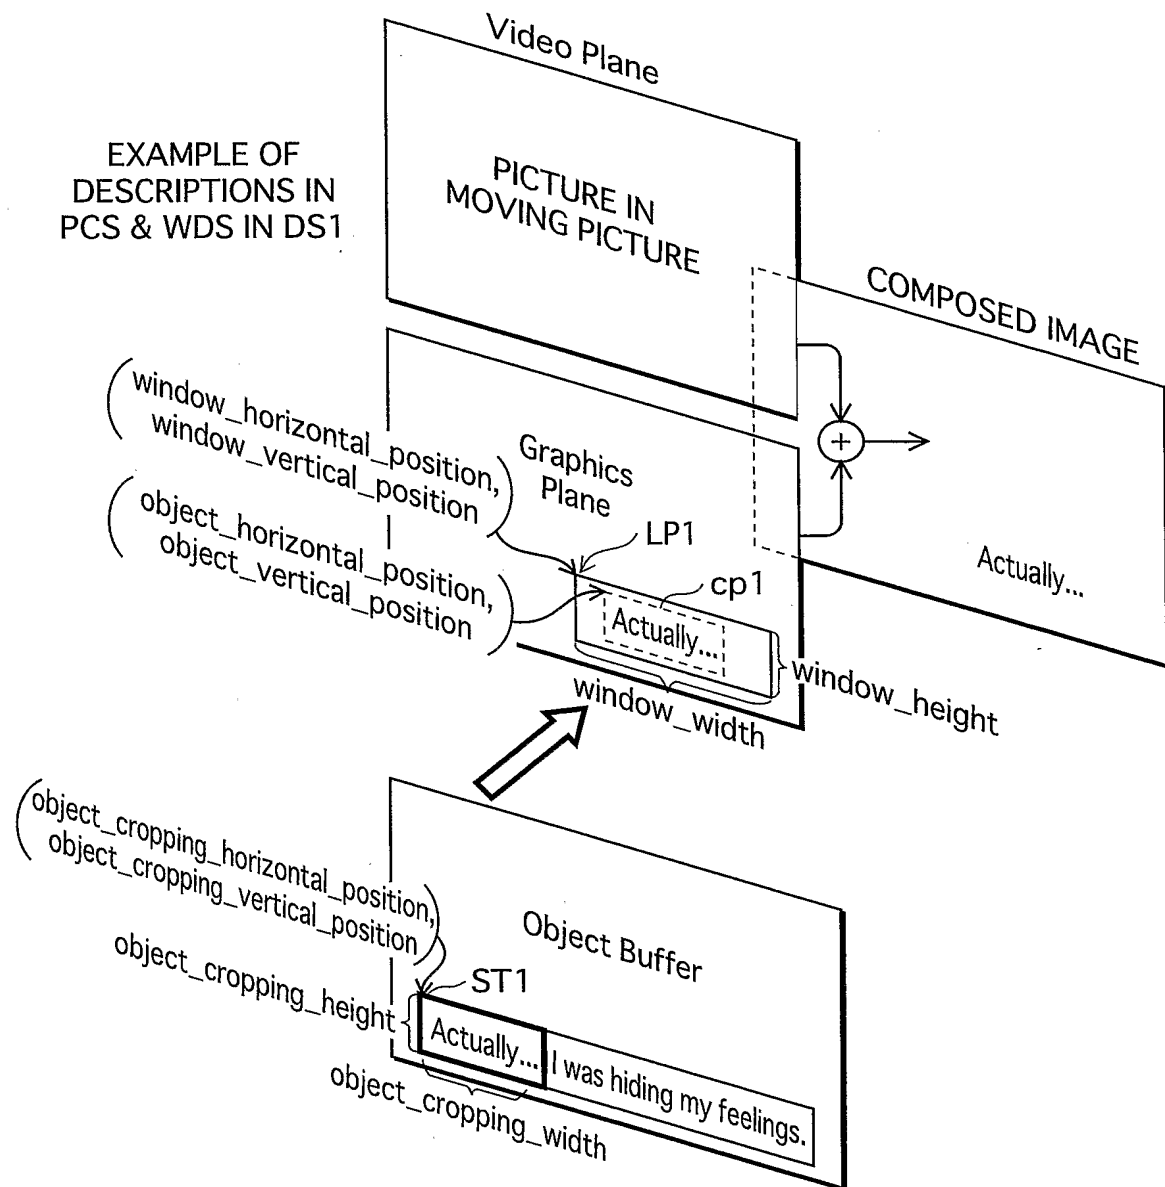 Video Plane
EXAMPLE OF
DESCRIPTIONS IN
PCS & WDS IN DS1
PICTURE IN
MOVING PICTURE
COMPOSED IMAGE
(window_horizontal_position,
window_vertical_position)
Graphics
Plane
(object_horizontal_position,
object_vertical_position)
LP1
cp1
+
Actually...
Actually...
window_height
window_width
(object_cropping_horizontal_position,
object_cropping_vertical_position)
Object Buffer
object_cropping_height
ST1
Actually... I was hiding my feelings.
object_cropping_width